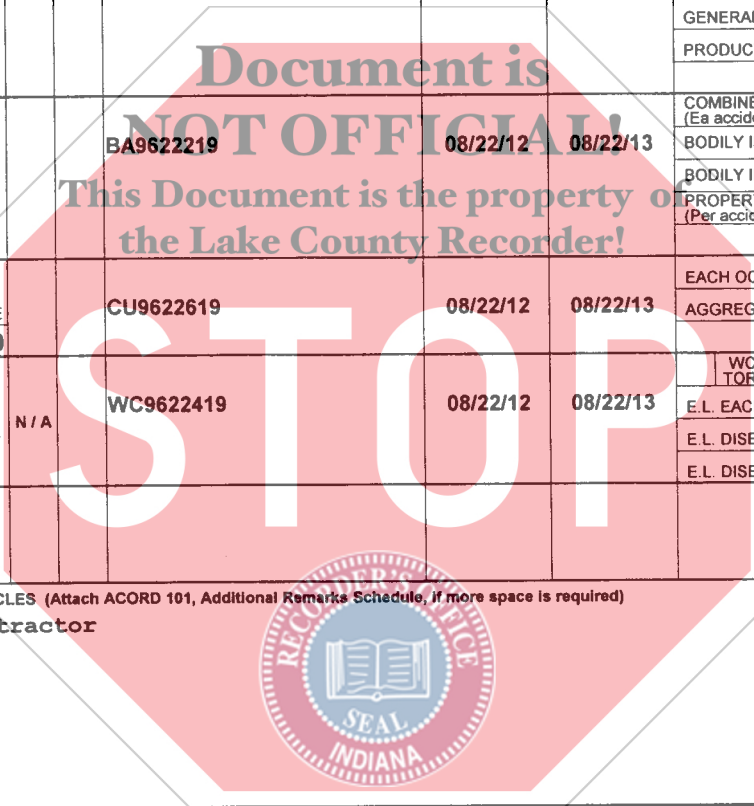 GENERAL
PRODUC
Document is
NOT OFFICIAL!
This Document is the property of
the Lake County Recorder!
COMBINE
(Ea accide
BA9622219 08/22/12 08/22/13 BODILY I
BODILY I
PROPER
(Per accid
EACH OC
CU9622619 08/22/12 08/22/13 AGGREG
STOP
WC
TOR
N / A WC9622419 08/22/12 08/22/13 E.L. EAC
E.L. DISE
E.L. DISE
CLES (Attach ACORD 101, Additional Remarks Schedule, if more space is required)
tractor
RECORDER'S OFFICE
SEAL
INDIANA